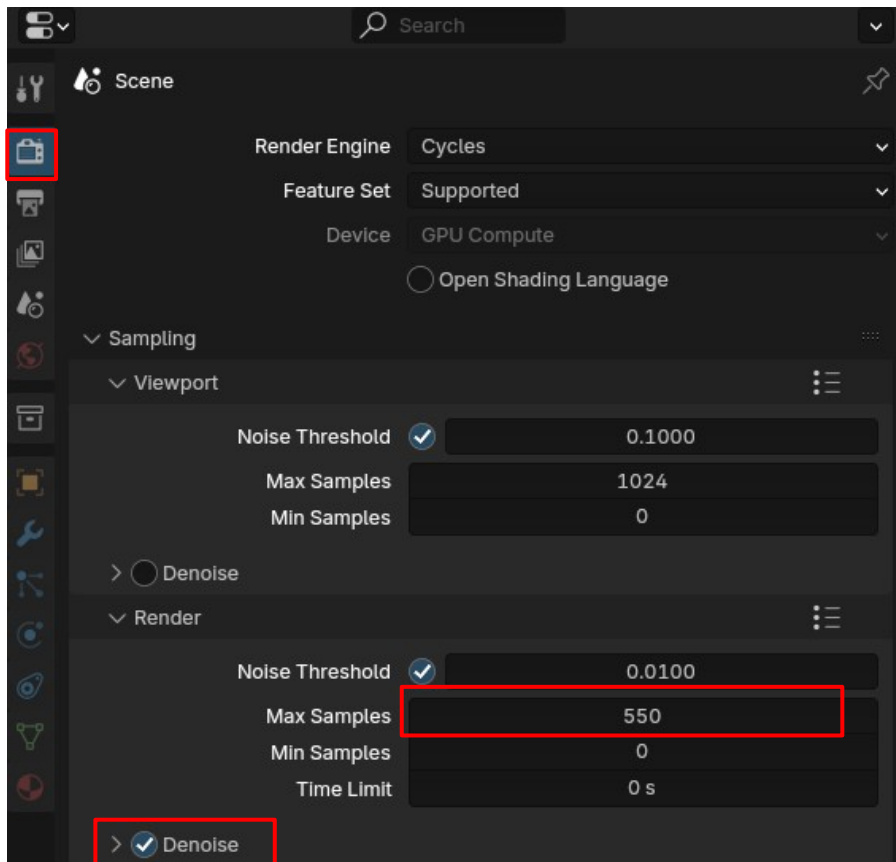 Search
Scene
Render Engine Cycles
Feature Set Supported
Device GPU Compute
Open Shading Language
Sampling
Viewport
Noise Threshold 0.1000
Max Samples 1024
Min Samples 0
Denoise
Render
Noise Threshold 0.0100
Max Samples 550
Min Samples 0
Time Limit 0 s
Denoise